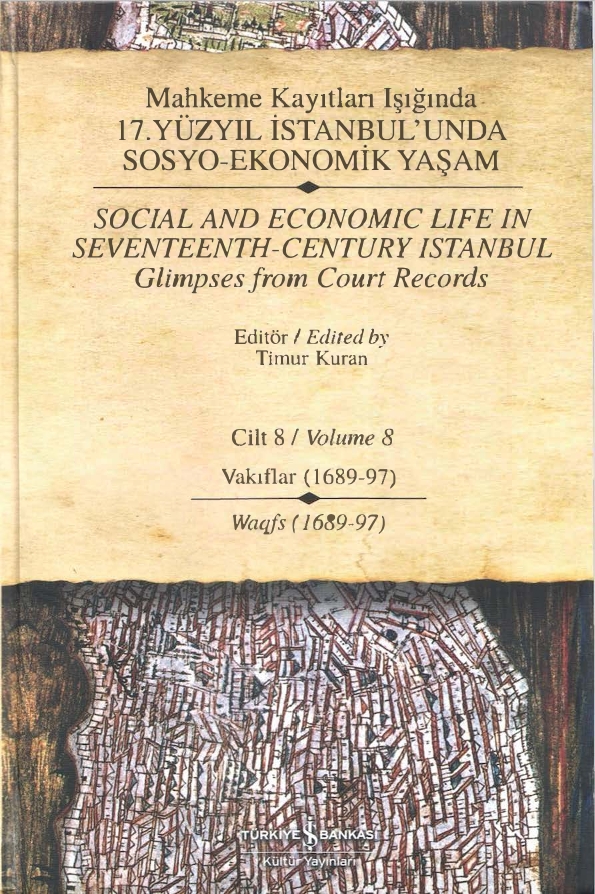 Mahkeme Kayıtları Işığında
17.YÜZYIL İSTANBUL'UNDA
SOSYO-EKONOMİK YAŞAM
SOCIAL AND ECONOMIC LIFE IN
SEVENTEENTH-CENTURY ISTANBUL
Glimpses from Court Records
Editör / Edited by
Timur Kuran
Cilt 8 / Volume 8
Vakıflar (1689-97)
Waqfs (1689-97)
TÜRKİYE İŞ BANKASI
Kültür Yayınları